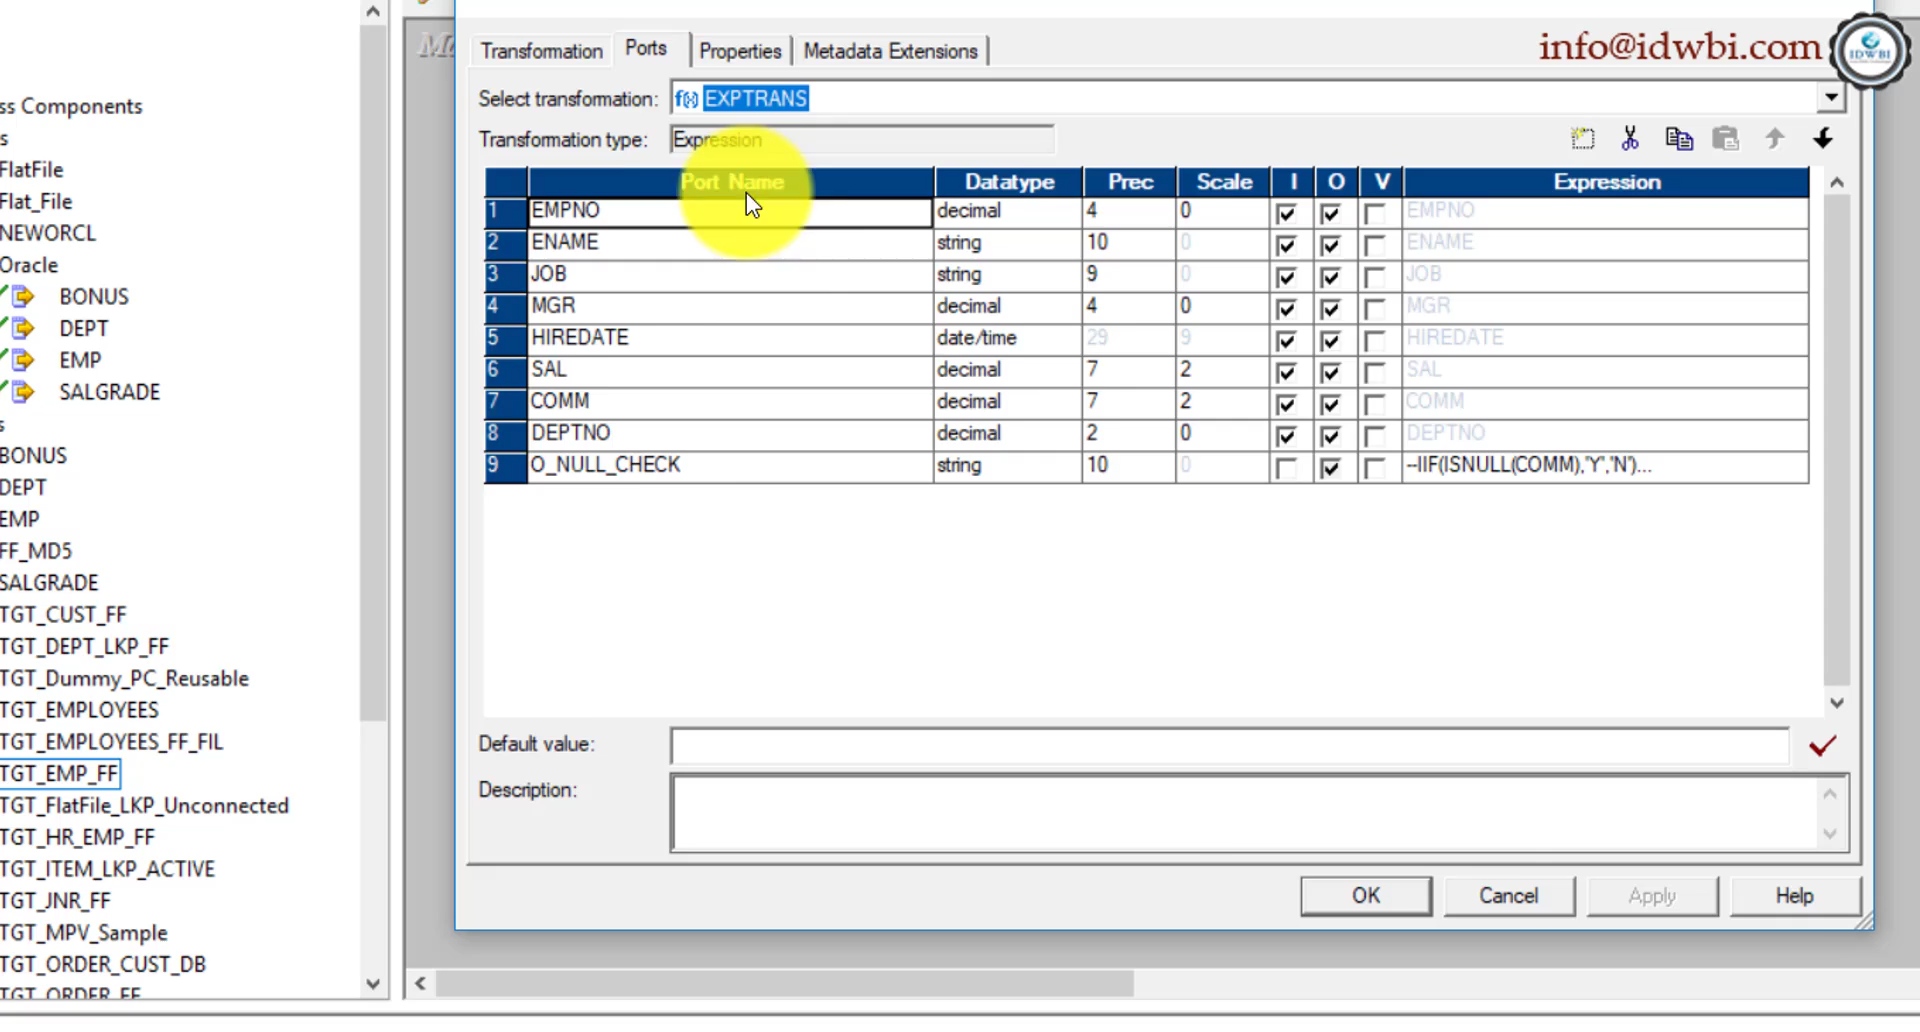 info@idwbi.com
IDWBI
Transformation Ports Properties Metadata Extensions
Select transformation: f(x) EXPTRANS
Transformation type: Expression
Port Name Datatype Prec Scale I O V Expression
1 EMPNO decimal 4 0 EMPNO
2 ENAME string 10 0 ENAME
3 JOB string 9 0 JOB
4 MGR decimal 4 0 MGR
5 HIREDATE date/time 29 9 HIREDATE
6 SAL decimal 7 2 SAL
7 COMM decimal 7 2 COMM
8 DEPTNO decimal 2 0 DEPTNO
9 O_NULL_CHECK string 10 0 --IIF(ISNULL(COMM),'Y','N')...
Default value:
Description:
OK Cancel Apply Help
ss Components
s
FlatFile
Flat_File
NEWORCL
Oracle
BONUS
DEPT
EMP
SALGRADE
s
BONUS
DEPT
EMP
FF_MD5
SALGRADE
TGT_CUST_FF
TGT_DEPT_LKP_FF
TGT_Dummy_PC_Reusable
TGT_EMPLOYEES
TGT_EMPLOYEES_FF_FIL
TGT_EMP_FF
TGT_FlatFile_LKP_Unconnected
TGT_HR_EMP_FF
TGT_ITEM_LKP_ACTIVE
TGT_JNR_FF
TGT_MPV_Sample
TGT_ORDER_CUST_DB
TGT_ORDER_FF